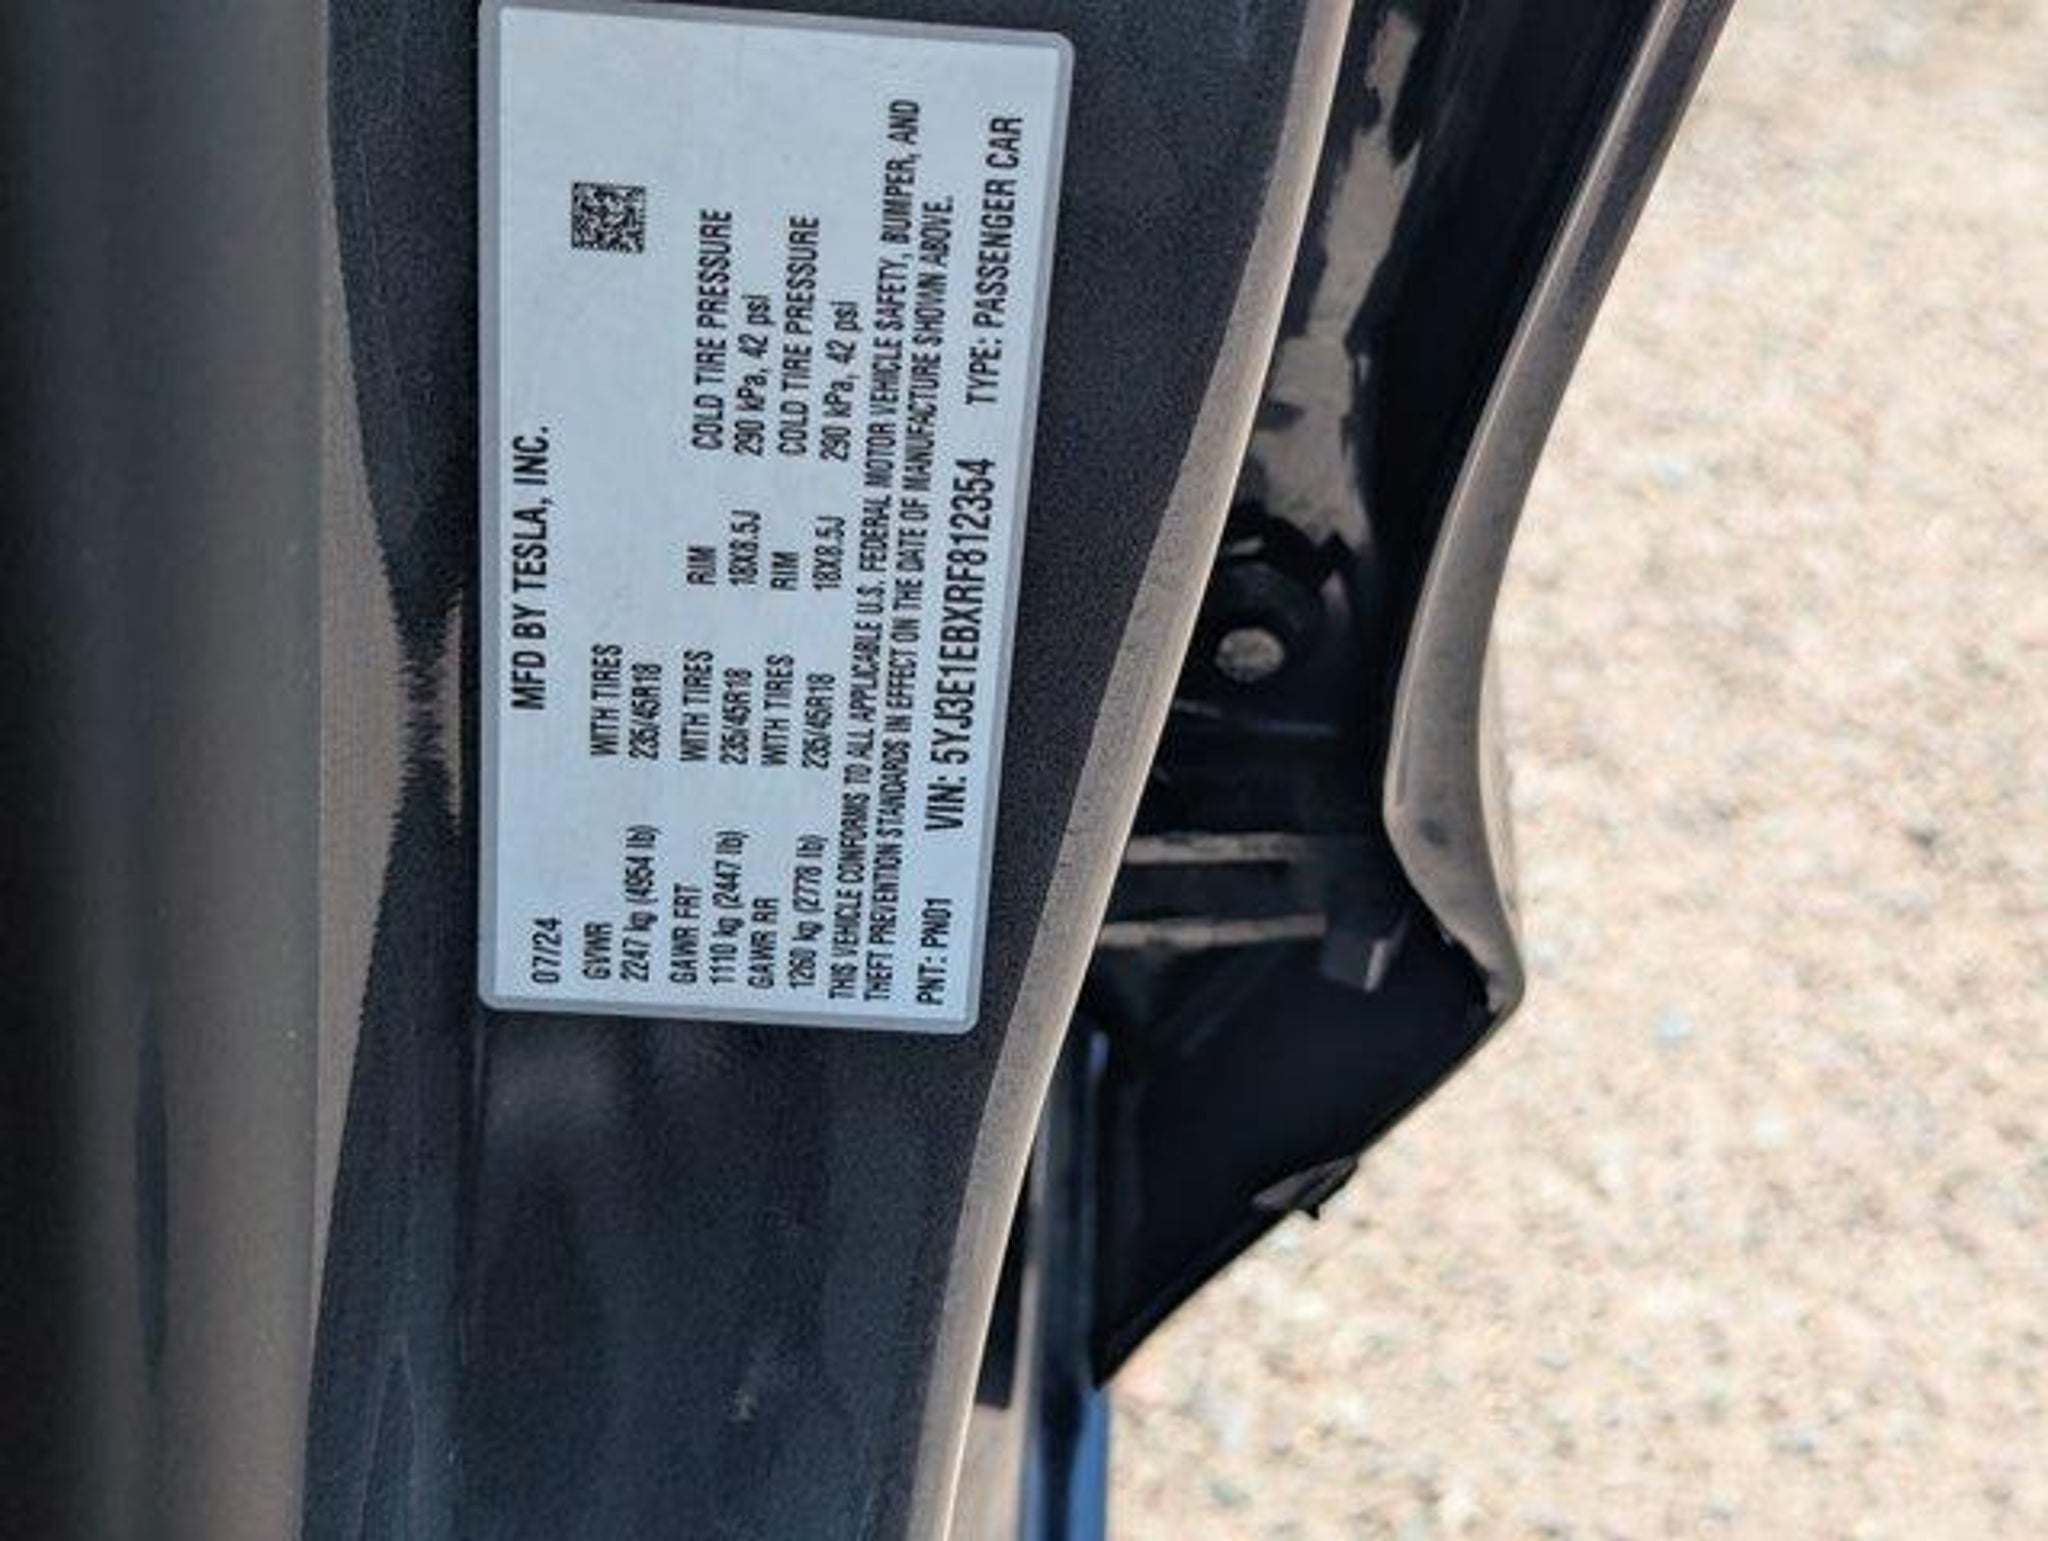 MFD BY TESLA, INC.
07/24
GVWR WITH TIRES
2247 kg (4954 lb) 235/45R18
GAWR FRT WITH TIRES RIM COLD TIRE PRESSURE
1110 kg (2447 lb) 235/45R18 18X8.5J 290 kPa, 42 psi
GAWR RR WITH TIRES RIM COLD TIRE PRESSURE
1260 kg (2778 lb) 235/45R18 18X8.5J 290 kPa, 42 psi
THIS VEHICLE CONFORMS TO ALL APPLICABLE U.S. FEDERAL MOTOR VEHICLE SAFETY, BUMPER, AND
THEFT PREVENTION STANDARDS IN EFFECT ON THE DATE OF MANUFACTURE SHOWN ABOVE.
PNT: PN01 VIN: 5YJ3E1EBXRF812354 TYPE: PASSENGER CAR